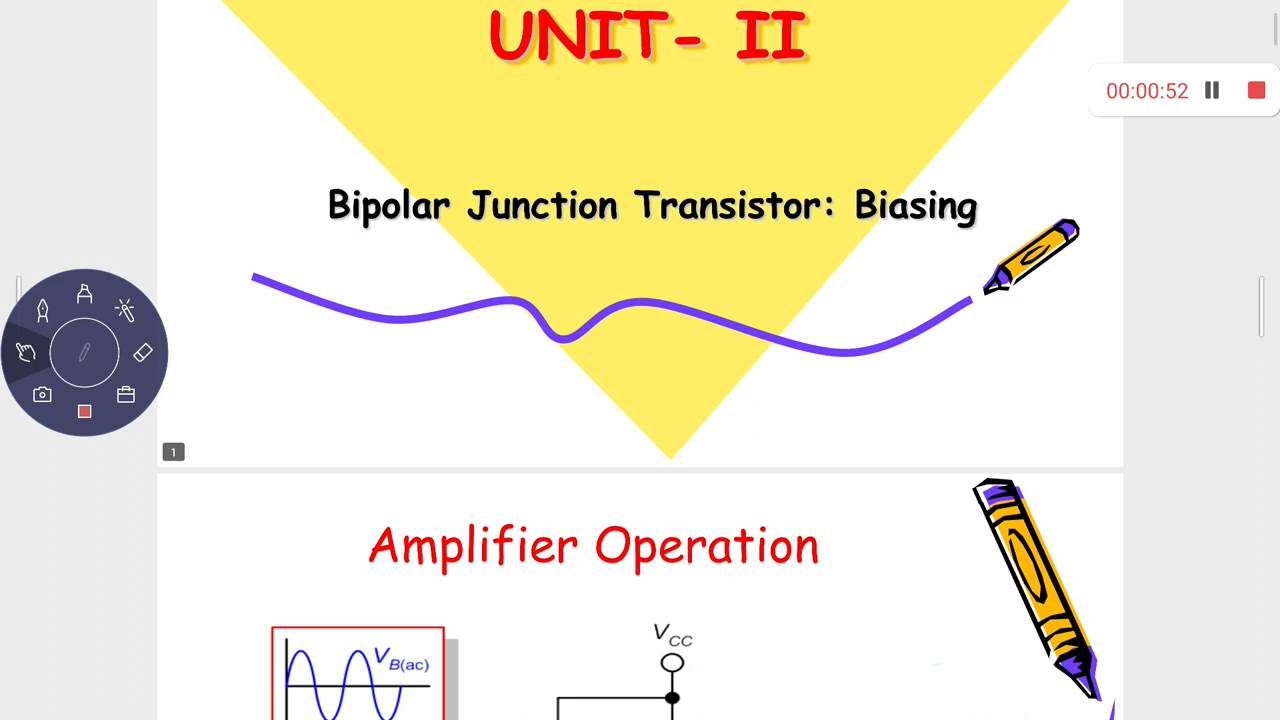 UNIT- II
00:00:52
Bipolar Junction Transistor: Biasing
1
Amplifier Operation
VCC
VB(ac)